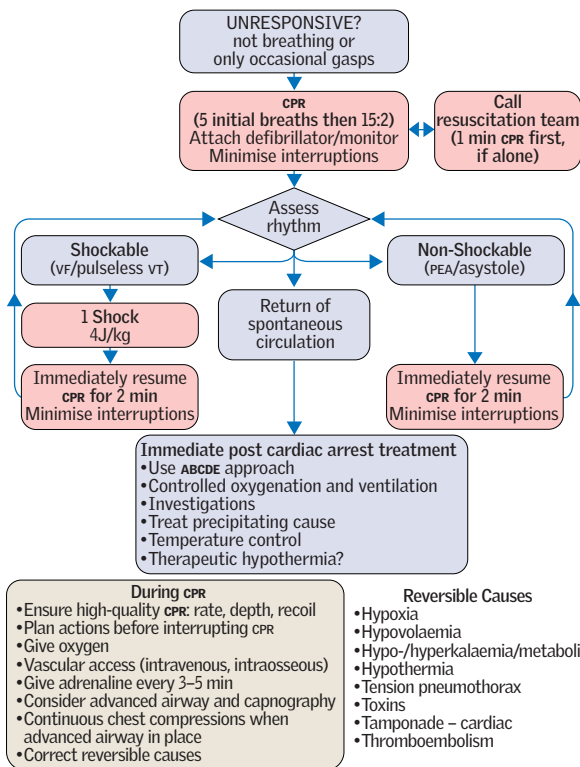 UNRESPONSIVE?
not breathing or
only occasional gasps
CPR
(5 initial breaths then 15:2)
Attach defibrillator/monitor
Minimise interruptions
Call
resuscitation team
(1 min CPR first,
if alone)
Assess
rhythm
Shockable
(VF/pulseless VT)
Non-Shockable
(PEA/asystole)
1 Shock
4J/kg
Return of
spontaneous
circulation
Immediately resume
CPR for 2 min
Minimise interruptions
Immediately resume
CPR for 2 min
Minimise interruptions
Immediate post cardiac arrest treatment
•Use ABCDE approach
•Controlled oxygenation and ventilation
•Investigations
•Treat precipitating cause
•Temperature control
•Therapeutic hypothermia?
During CPR
•Ensure high-quality CPR: rate, depth, recoil
•Plan actions before interrupting CPR
•Give oxygen
•Vascular access (intravenous, intraosseous)
•Give adrenaline every 3–5 min
•Consider advanced airway and capnography
•Continuous chest compressions when
advanced airway in place
•Correct reversible causes
Reversible Causes
•Hypoxia
•Hypovolaemia
•Hypo-/hyperkalaemia/metaboli
•Hypothermia
•Tension pneumothorax
•Toxins
•Tamponade – cardiac
•Thromboembolism